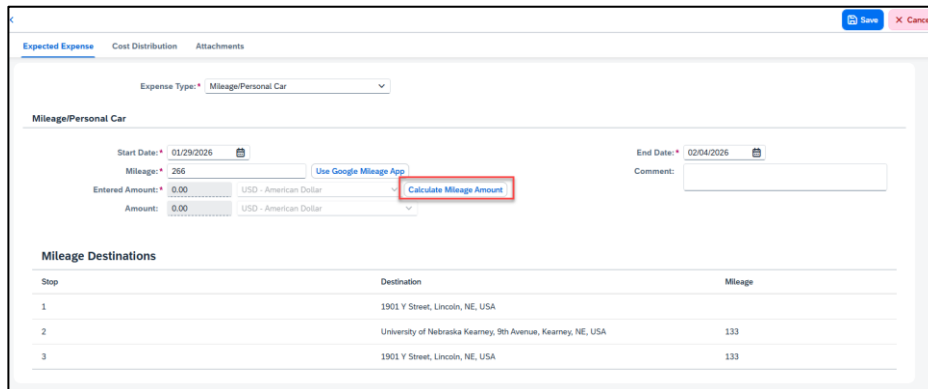 Save Cance
Expected Expense Cost Distribution Attachments
Expense Type:* Mileage/Personal Car
Mileage/Personal Car
Start Date:* 01/29/2026 End Date:* 02/04/2026
Mileage:* 266 Use Google Mileage App Comment:
Entered Amount:* 0.00 USD - American Dollar Calculate Mileage Amount
Amount: 0.00 USD - American Dollar
Mileage Destinations
Stop Destination Mileage
1 1901 Y Street, Lincoln, NE, USA
2 University of Nebraska Kearney, 9th Avenue, Kearney, NE, USA 133
3 1901 Y Street, Lincoln, NE, USA 133